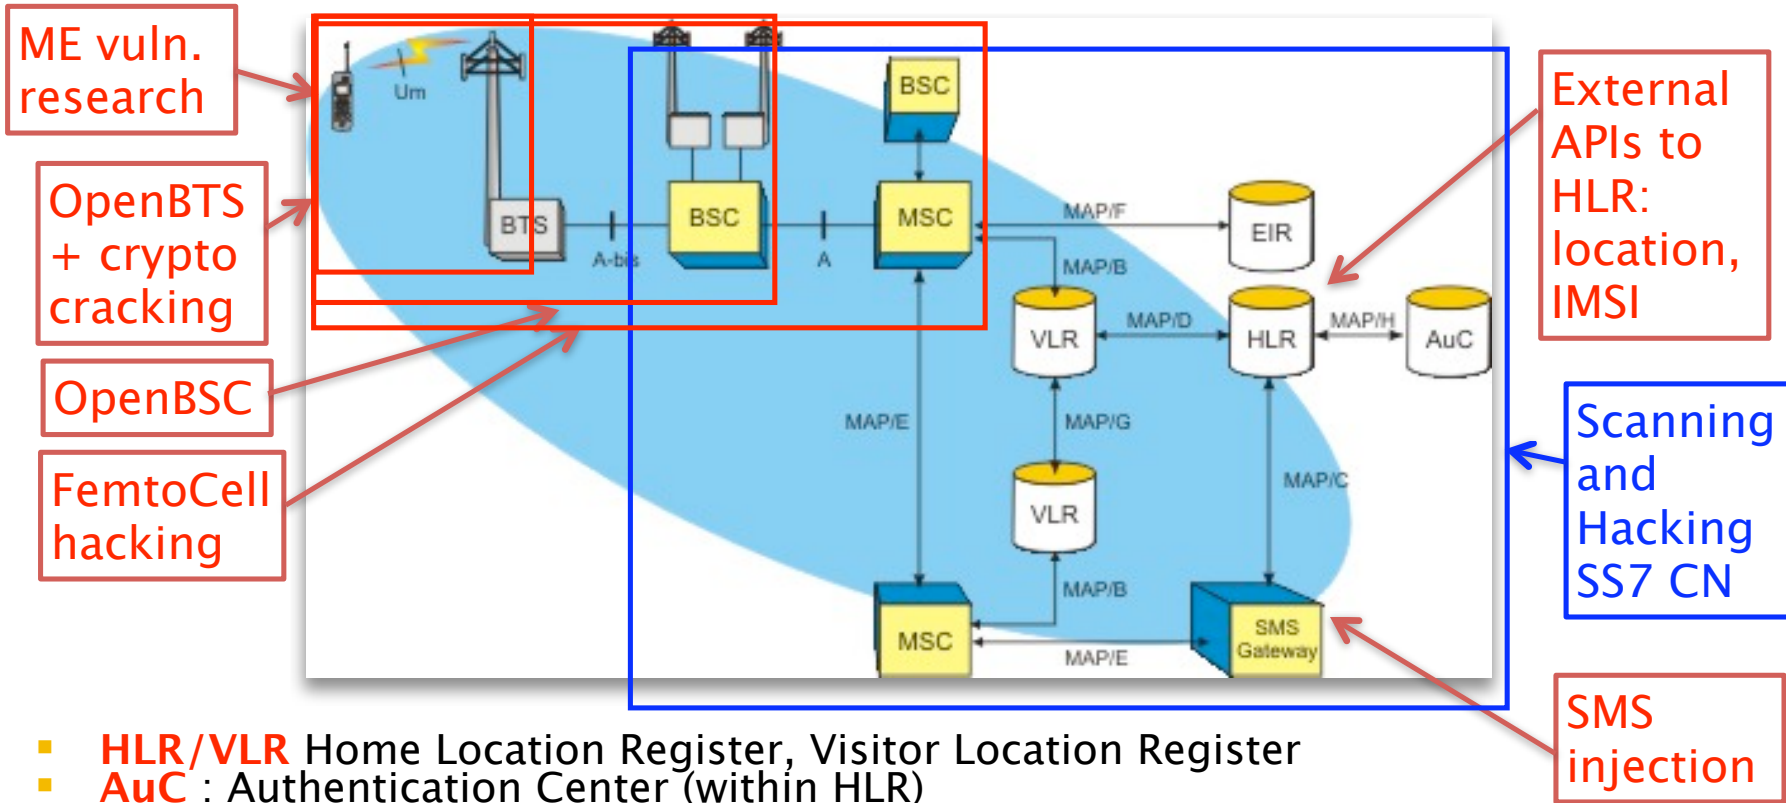 ME vuln.
research
OpenBTS
+ crypto
cracking
OpenBSC
FemtoCell
hacking
Um
BTS
A-bis
BSC
A
BSC
MSC
MAP/F
EIR
MAP/B
VLR
MAP/D
HLR
MAP/H
AuC
MAP/E
MAP/G
MAP/C
VLR
MAP/B
MSC
MAP/E
SMS
Gateway
External
APIs to
HLR:
location,
IMSI
Scanning
and
Hacking
SS7 CN
SMS
injection
▪ HLR/VLR Home Location Register, Visitor Location Register
▪ AuC : Authentication Center (within HLR)